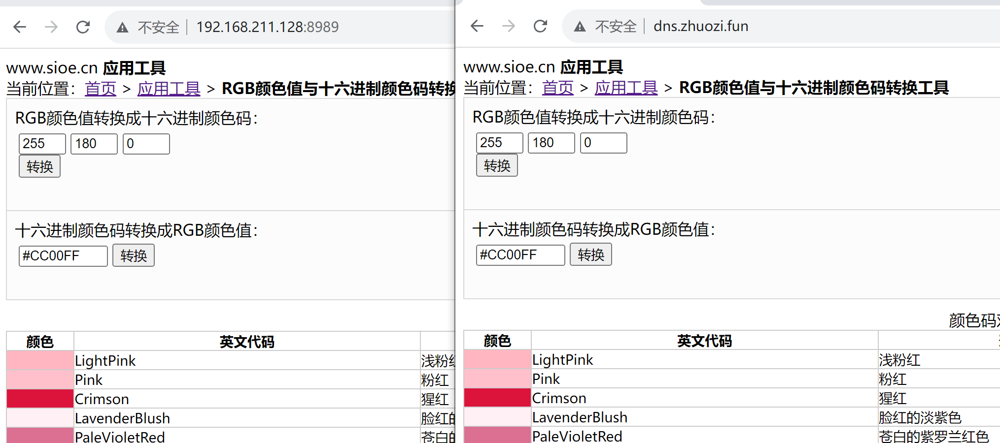 不安全 192.168.211.128:8989
www.sioe.cn 应用工具
当前位置：首页 > 应用工具 > RGB颜色值与十六进制颜色码转换
RGB颜色值转换成十六进制颜色码：
255 180 0
转换
十六进制颜色码转换成RGB颜色值：
#CC00FF 转换
颜色 英文代码
LightPink 浅粉红
Pink 粉红
Crimson 猩红
LavenderBlush 脸红的
PaleVioletRed 苍白的
不安全 dns.zhuozi.fun
www.sioe.cn 应用工具
当前位置：首页 > 应用工具 > RGB颜色值与十六进制颜色码转换工具
RGB颜色值转换成十六进制颜色码：
255 180 0
转换
十六进制颜色码转换成RGB颜色值：
#CC00FF 转换
颜色码
颜色 英文代码
LightPink 浅粉红
Pink 粉红
Crimson 猩红
LavenderBlush 脸红的淡紫色
PaleVioletRed 苍白的紫罗兰红色